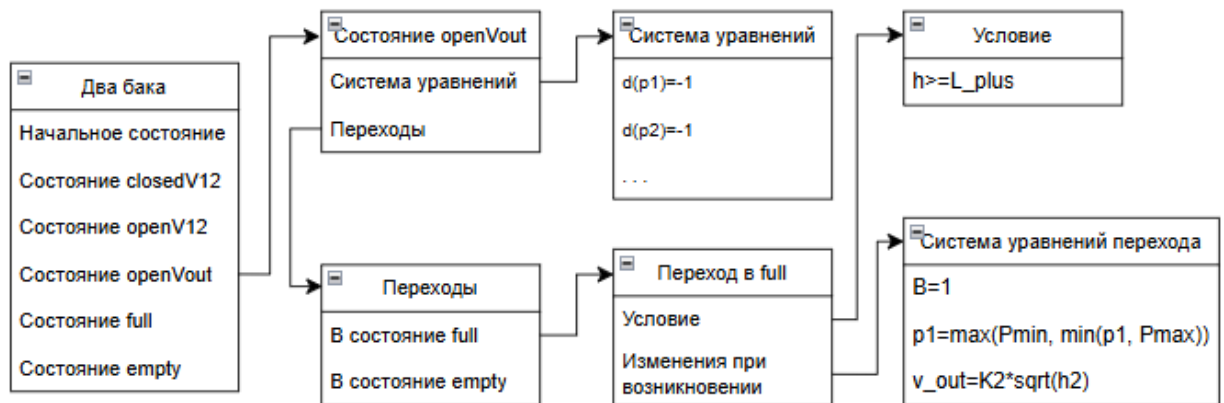 Два бака
Начальное состояние
Состояние closedV12
Состояние openV12
Состояние openVout
Состояние full
Состояние empty
Состояние openVout
Система уравнений
Переходы
Система уравнений
d(p1)=-1
d(p2)=-1
. . .
Условие
h>=L_plus
Переходы
В состояние full
В состояние empty
Переход в full
Условие
Изменения при
возникновении
Система уравнений перехода
B=1
p1=max(Pmin, min(p1, Pmax))
v_out=K2*sqrt(h2)